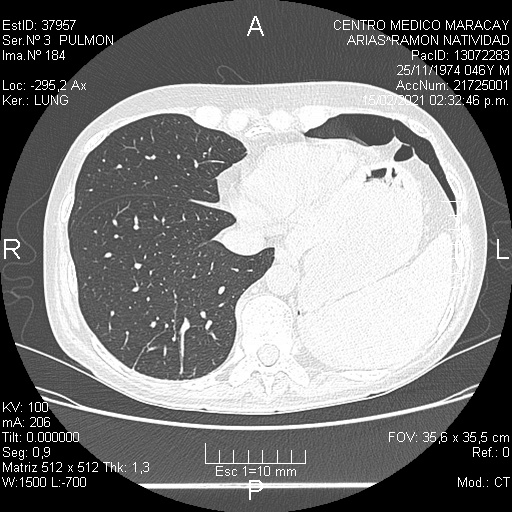 EstID: 37957
Ser.Nº 3 PULMON
Ima.Nº 184
Loc: -295,2 Ax
Ker.: LUNG
A
CENTRO MEDICO MARACAY
ARIAS^RAMON NATIVIDAD
PacID: 13072283
25/11/1974 046Y M
AccNum: 21725001
15/02/2021 02:32:46 p.m.
R
L
KV: 100
mA: 206
Tilt: 0.000000
Seg: 0,9
Matriz 512 x 512 Thk: 1,3
W:1500 L:-700
Esc 1=10 mm
P
FOV: 35,6 x 35,5 cm
Ref.: 0
Mod.: CT